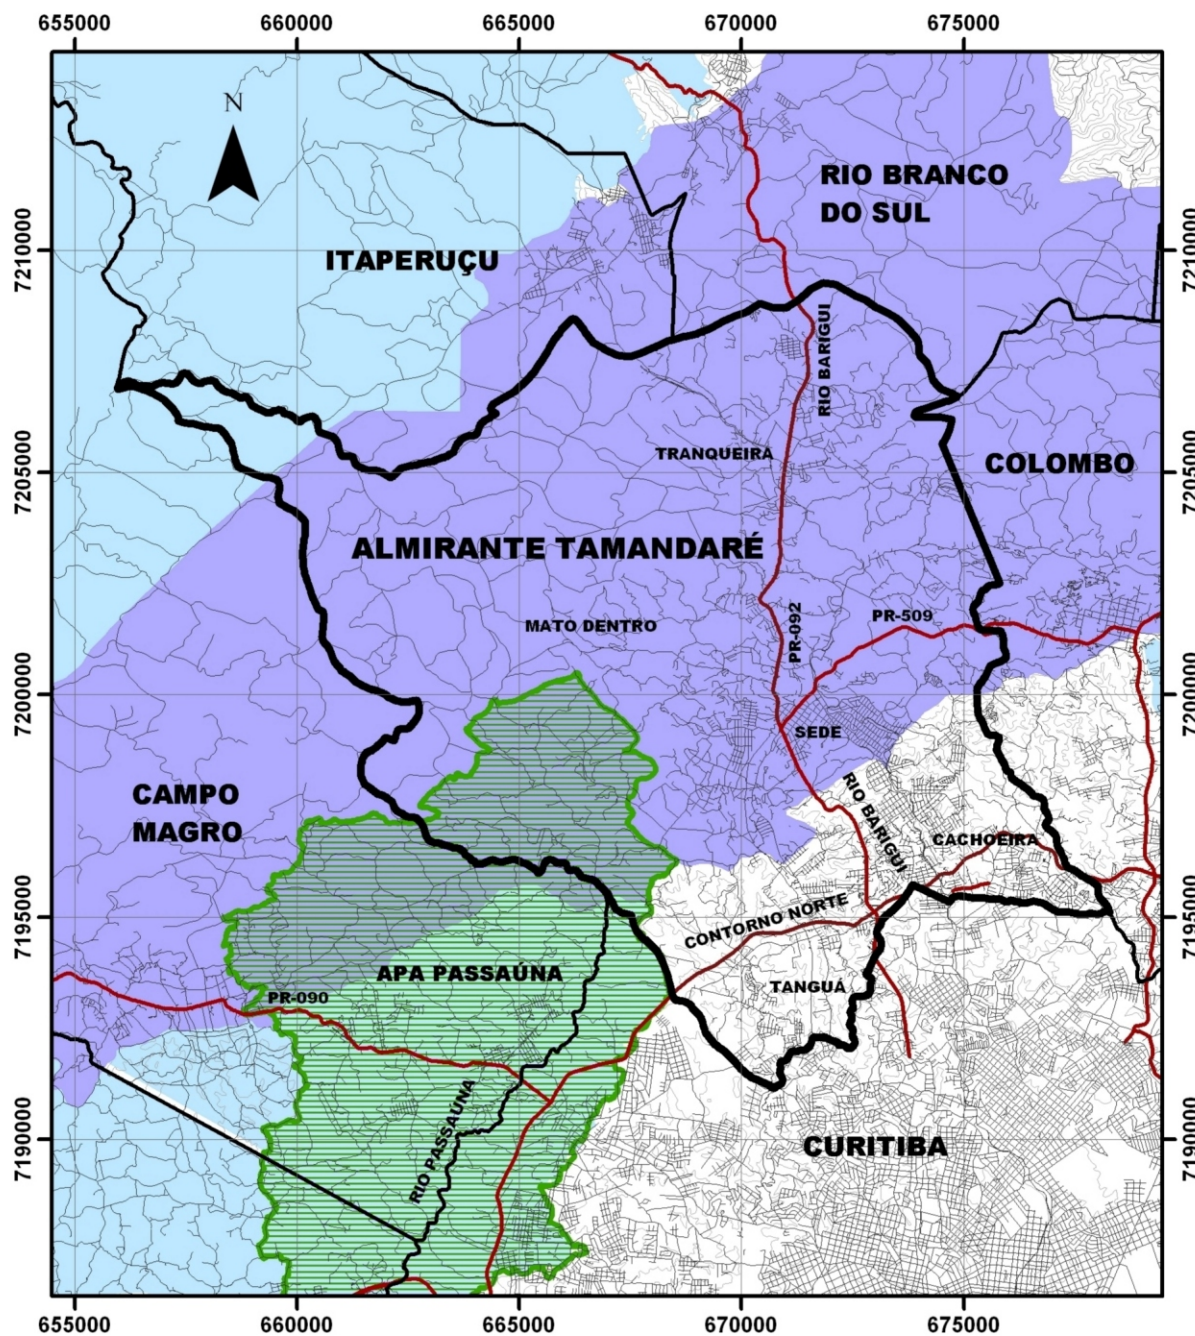 655000 660000 665000 670000 675000
N
RIO BRANCO
DO SUL
7210000
ITAPERUÇU
7210000
RIO BARIGUI
TRANQUEIRA
COLOMBO
7205000
7205000
ALMIRANTE TAMANDARÉ
MATO DENTRO
PR-092
PR-509
7200000
7200000
SEDE
CAMPO
MAGRO
RIO BARIGUI
CACHOEIRA
7195000
CONTORNO NORTE
7195000
APA PASSAÚNA
TANGUÁ
PR-090
7190000
RIO PASSAÚNA
CURITIBA
7190000
655000 660000 665000 670000 675000